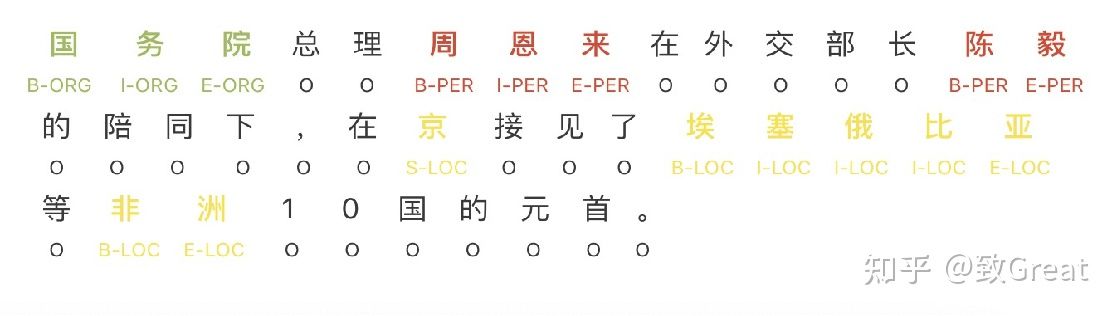 国务院总理周恩来在外交部长陈毅
B-ORG I-ORG E-ORG O O B-PER I-PER E-PER O O O O O B-PER E-PER
的陪同下，在京接见了埃塞俄比亚
O O O O O O S-LOC O O O B-LOC I-LOC I-LOC I-LOC E-LOC
等非洲10国的元首。
O B-LOC E-LOC O O O O O O O
知乎 @致Great